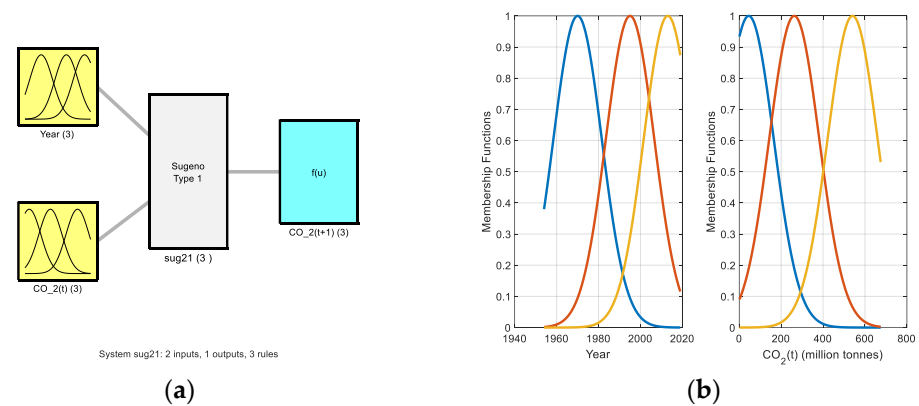 Year (3)
CO_2(t) (3)
Sugeno
Type 1
sug21 (3 )
f(u)
CO_2(t+1) (3)
System sug21: 2 inputs, 1 outputs, 3 rules
(a)
Membership Functions
1
0.9
0.8
0.7
0.6
0.5
0.4
0.3
0.2
0.1
0
1940 1960 1980 2000 2020
Year
Membership Functions
1
0.9
0.8
0.7
0.6
0.5
0.4
0.3
0.2
0.1
0
0 200 400 600 800
CO₂(t) (million tonnes)
(b)